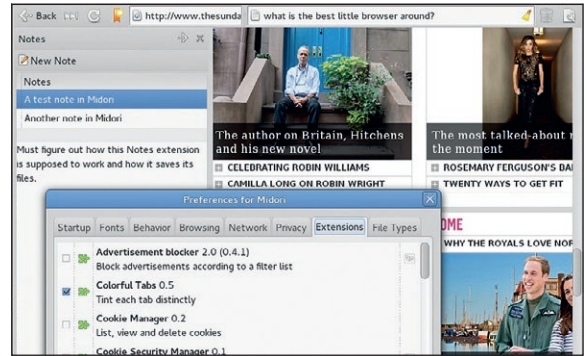 Back
http://www.thesunda
what is the best little browser around?
Notes
New Note
Notes
A test note in Midori
Another note in Midori
Must figure out how this Notes extension
is supposed to work and how it saves its
files.
The author on Britain, Hitchens
and his new novel
CELEBRATING ROBIN WILLIAMS
CAMILLA LONG ON ROBIN WRIGHT
The most talked-about
the moment
ROSEMARY FERGUSON'S
TWENTY WAYS TO GET FIT
WHY THE ROYALS LOVE
Preferences for Midori
Startup Fonts Behavior Browsing Network Privacy Extensions File Types
Advertisement blocker 2.0 (0.4.1)
Block advertisements according to a filter list
Colorful Tabs 0.5
Tint each tab distinctly
Cookie Manager 0.2
List, view and delete cookies
Cookie Security Manager 0.1